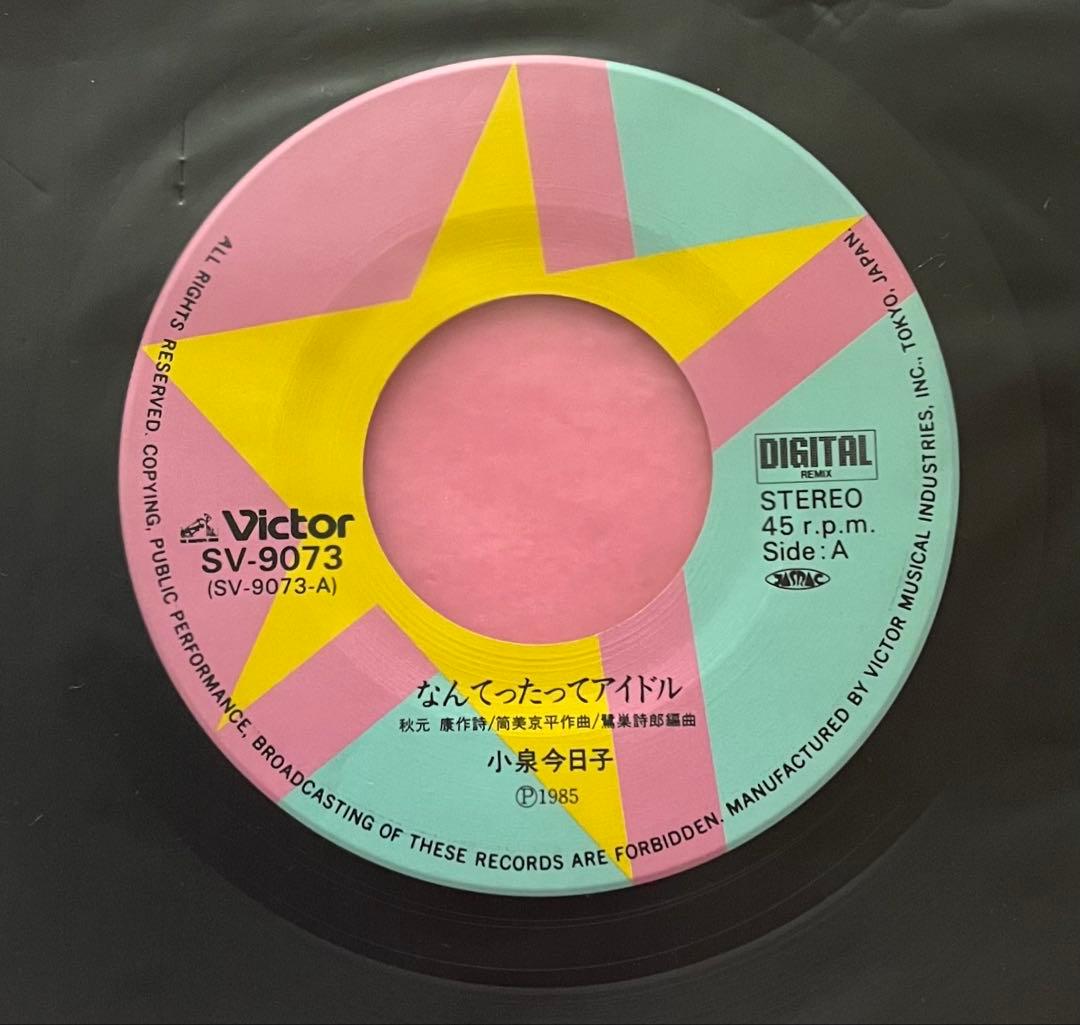 ALL RIGHTS RESERVED. COPYING, PUBLIC PERFORMANCE, BROADCASTING OF THESE RECORDS ARE FORBIDDEN. MANUFACTURED BY VICTOR MUSICAL INDUSTRIES, INC., TOKYO, JAPAN.
Victor
SV-9073
(SV-9073-A)
DIGITAL
REMIX
STEREO
45 r.p.m.
Side:A
JASRAC
なんてったってアイドル
秋元 康作詩/筒美京平作曲/鷺巣詩郎編曲
小泉今日子
Ⓟ1985